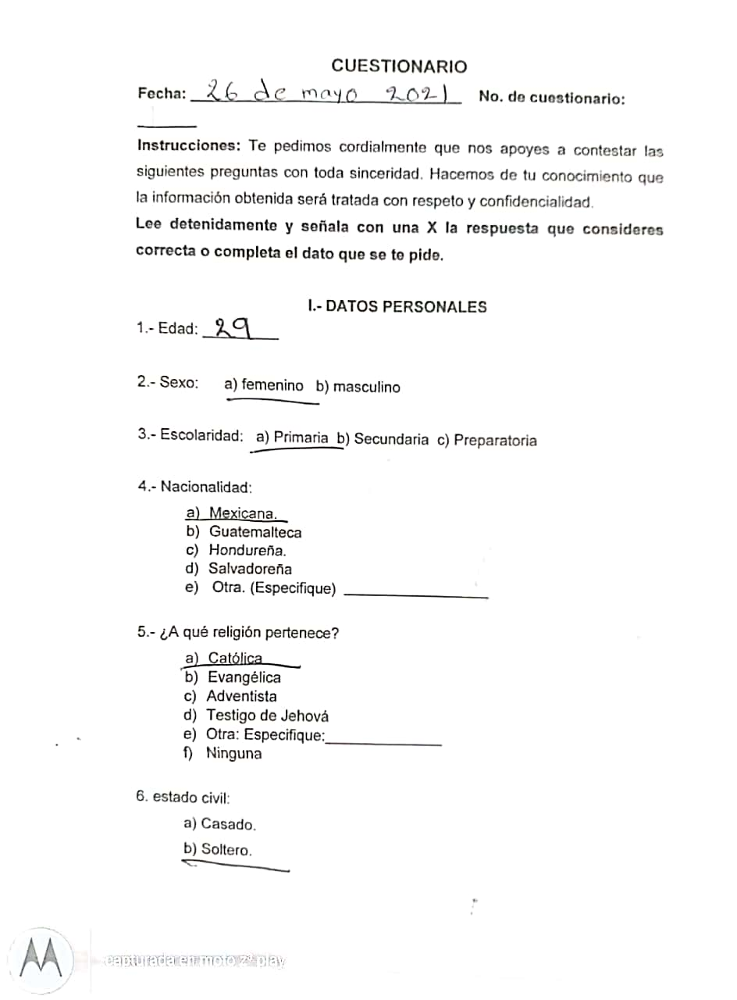 CUESTIONARIO
Fecha: 26 de mayo 2021 No. de cuestionario:
Instrucciones: Te pedimos cordialmente que nos apoyes a contestar las
siguientes preguntas con toda sinceridad. Hacemos de tu conocimiento que
la información obtenida será tratada con respeto y confidencialidad.
Lee detenidamente y señala con una X la respuesta que consideres
correcta o completa el dato que se te pide.
I.- DATOS PERSONALES
1.- Edad: 29
2.- Sexo: a) femenino b) masculino
3.- Escolaridad: a) Primaria b) Secundaria c) Preparatoria
4.- Nacionalidad:
a) Mexicana.
b) Guatemalteca
c) Hondureña.
d) Salvadoreña
e) Otra. (Especifique)
5.- ¿A qué religión pertenece?
a) Católica
b) Evangélica
c) Adventista
d) Testigo de Jehová
e) Otra: Especifique:
f) Ninguna
6. estado civil:
a) Casado.
b) Soltero.
capturada en moto z² play